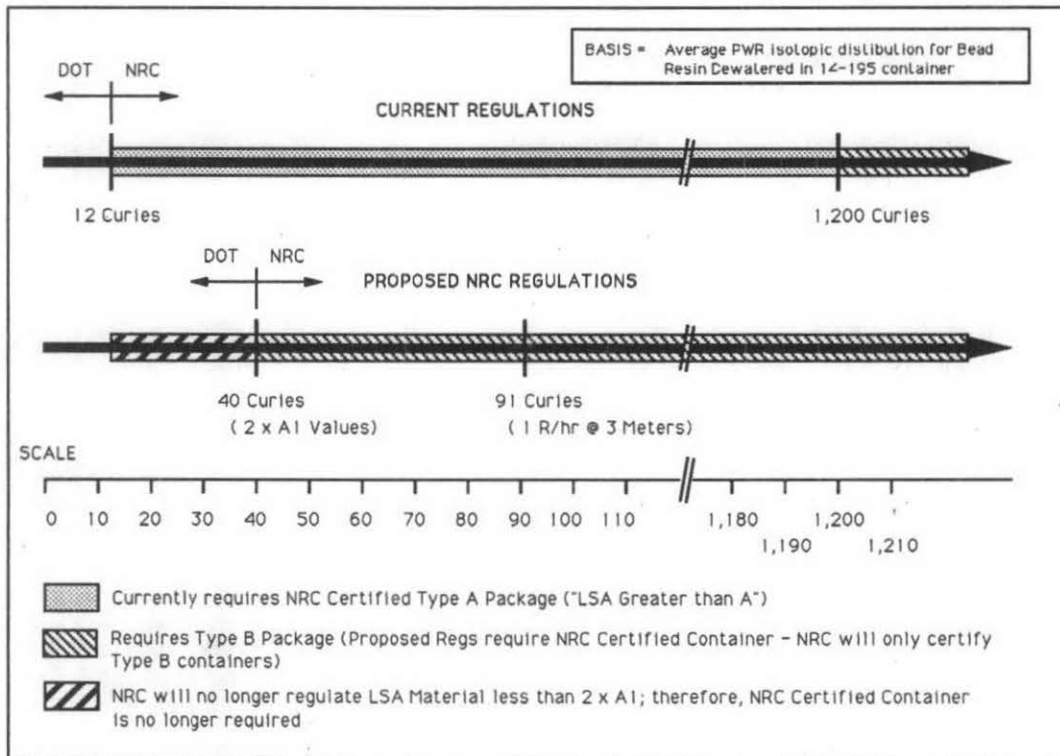 BASIS = Average PWR isotopic distibution for Bead
Resin Dewatered in 14-195 container
DOT NRC
CURRENT REGULATIONS
12 Curies 1,200 Curies
DOT NRC
PROPOSED NRC REGULATIONS
40 Curies 91 Curies
( 2 x A1 Values) ( 1 R/hr @ 3 Meters)
SCALE
0 10 20 30 40 50 60 70 80 90 100 110 1,180 1,200
1,190 1,210
Currently requires NRC Certified Type A Package ("LSA Greater than A")
Requires Type B Package (Proposed Regs require NRC Certified Container - NRC will only certify
Type B containers)
NRC will no longer regulate LSA Material less than 2 x A1; therefore, NRC Certified Container
is no longer required